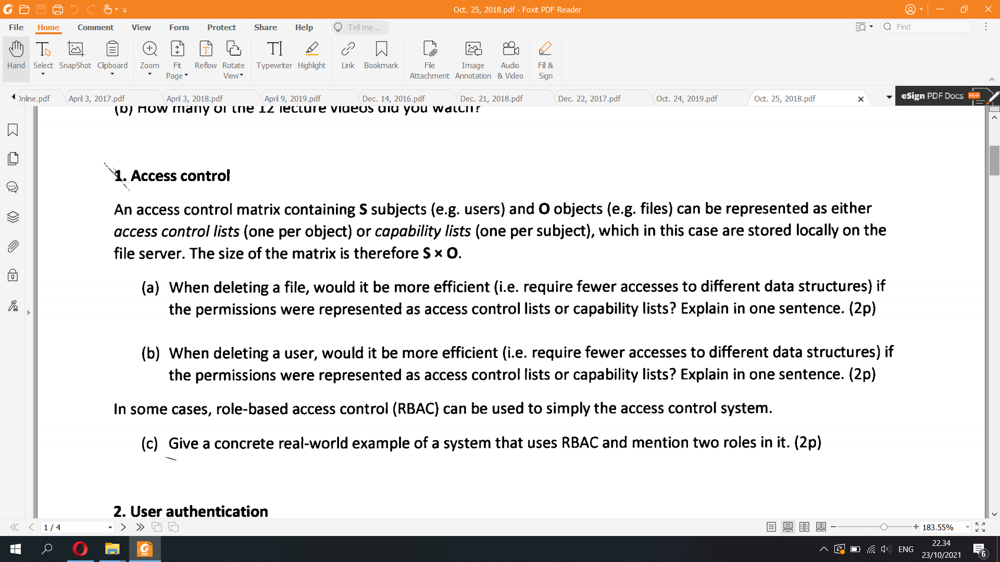 Oct. 25, 2018.pdf - Foxit PDF Reader
File Home Comment View Form Protect Share Help Tell me... Find
Hand Select SnapShot Clipboard Zoom Fit Page Reflow Rotate View Typewriter Highlight Link Bookmark File Attachment Image Annotation Audio & Video Fill & Sign
Online.pdf April 3, 2017.pdf April 3, 2018.pdf April 9, 2019.pdf Dec. 14, 2016.pdf Dec. 21, 2018.pdf Dec. 22, 2017.pdf Oct. 24, 2019.pdf Oct. 25, 2018.pdf eSign PDF Docs PDF
(b) How many of the 12 lecture videos did you watch?
1. Access control
An access control matrix containing S subjects (e.g. users) and O objects (e.g. files) can be represented as either
access control lists (one per object) or capability lists (one per subject), which in this case are stored locally on the
file server. The size of the matrix is therefore S × O.
(a) When deleting a file, would it be more efficient (i.e. require fewer accesses to different data structures) if
the permissions were represented as access control lists or capability lists? Explain in one sentence. (2p)
(b) When deleting a user, would it be more efficient (i.e. require fewer accesses to different data structures) if
the permissions were represented as access control lists or capability lists? Explain in one sentence. (2p)
In some cases, role-based access control (RBAC) can be used to simply the access control system.
(c) Give a concrete real-world example of a system that uses RBAC and mention two roles in it. (2p)
2. User authentication
1 / 4 183.55%
ENG 22.34 6
23/10/2021